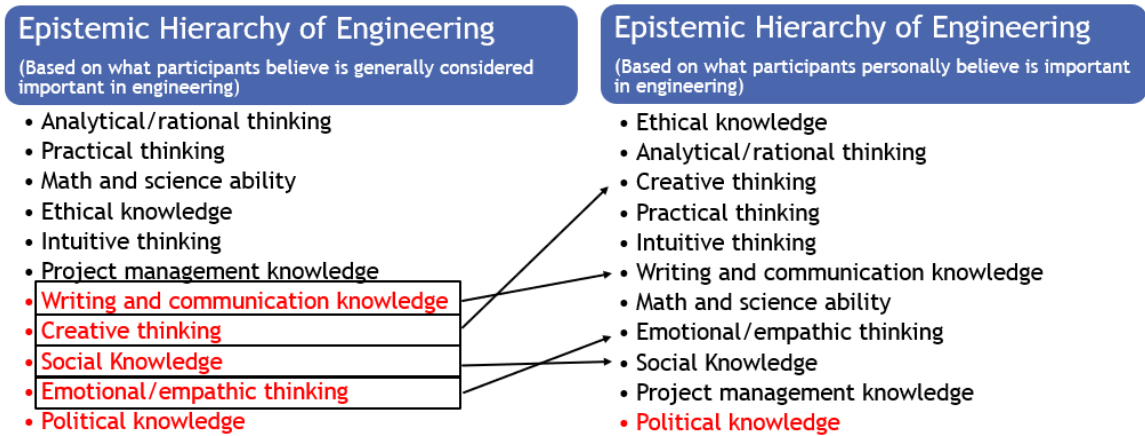 Epistemic Hierarchy of Engineering
(Based on what participants believe is generally considered
important in engineering)
• Analytical/rational thinking
• Practical thinking
• Math and science ability
• Ethical knowledge
• Intuitive thinking
• Project management knowledge
• Writing and communication knowledge
• Creative thinking
• Social Knowledge
• Emotional/empathic thinking
• Political knowledge
Epistemic Hierarchy of Engineering
(Based on what participants personally believe is important
in engineering)
• Ethical knowledge
• Analytical/rational thinking
• Creative thinking
• Practical thinking
• Intuitive thinking
• Writing and communication knowledge
• Math and science ability
• Emotional/empathic thinking
• Social Knowledge
• Project management knowledge
• Political knowledge